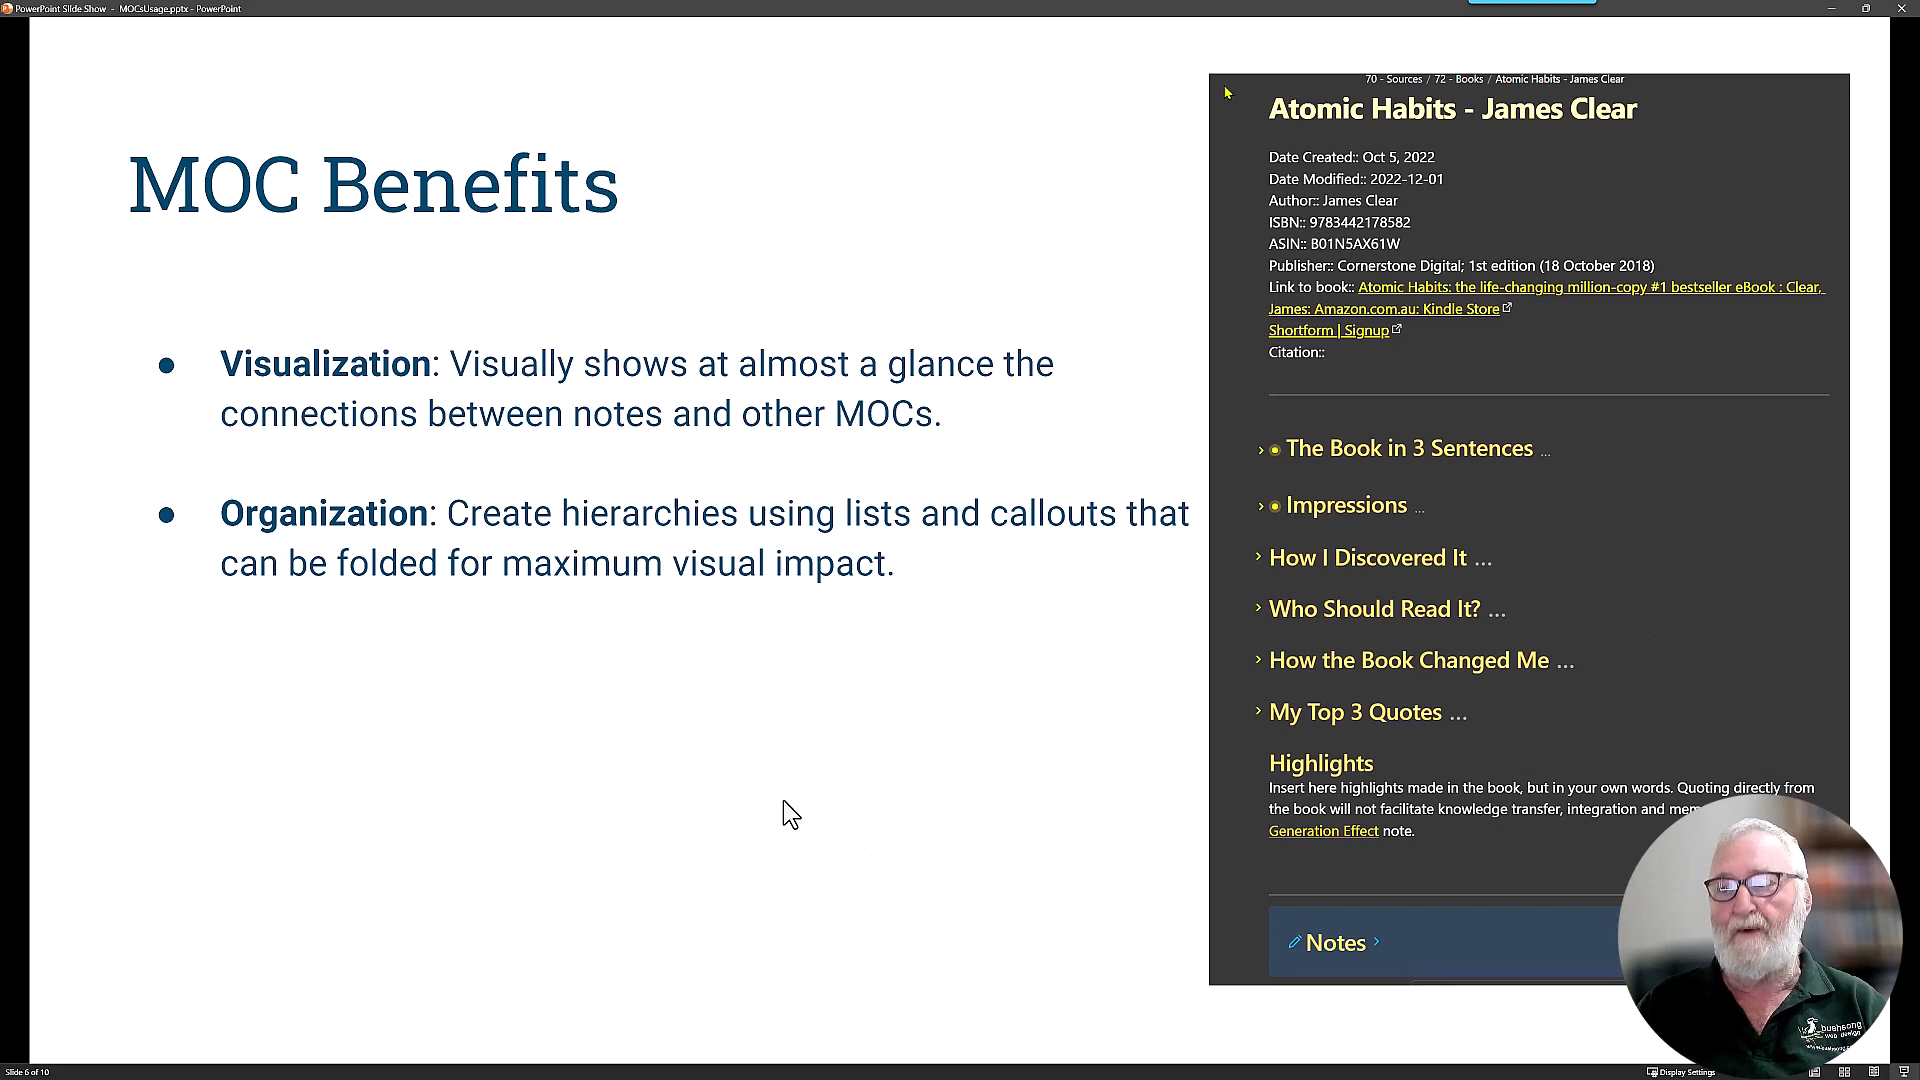 PowerPoint Slide Show - MOCsUsage.pptx - PowerPoint
MOC Benefits
● Visualization: Visually shows at almost a glance the
connections between notes and other MOCs.
● Organization: Create hierarchies using lists and callouts that
can be folded for maximum visual impact.
70 - Sources / 72 - Books / Atomic Habits - James Clear
Atomic Habits - James Clear
Date Created:: Oct 5, 2022
Date Modified:: 2022-12-01
Author:: James Clear
ISBN:: 9783442178582
ASIN:: B01N5AX61W
Publisher:: Cornerstone Digital; 1st edition (18 October 2018)
Link to book:: Atomic Habits: the life-changing million-copy #1 bestseller eBook : Clear,
James: Amazon.com.au: Kindle Store
Shortform | Signup
Citation::
The Book in 3 Sentences ...
Impressions ...
How I Discovered It ...
Who Should Read It? ...
How the Book Changed Me ...
My Top 3 Quotes ...
Highlights
Insert here highlights made in the book, but in your own words. Quoting directly from
the book will not facilitate knowledge transfer, integration and
Generation Effect note.
Notes
bushsong
web design
Slide 6 of 10
Display Settings